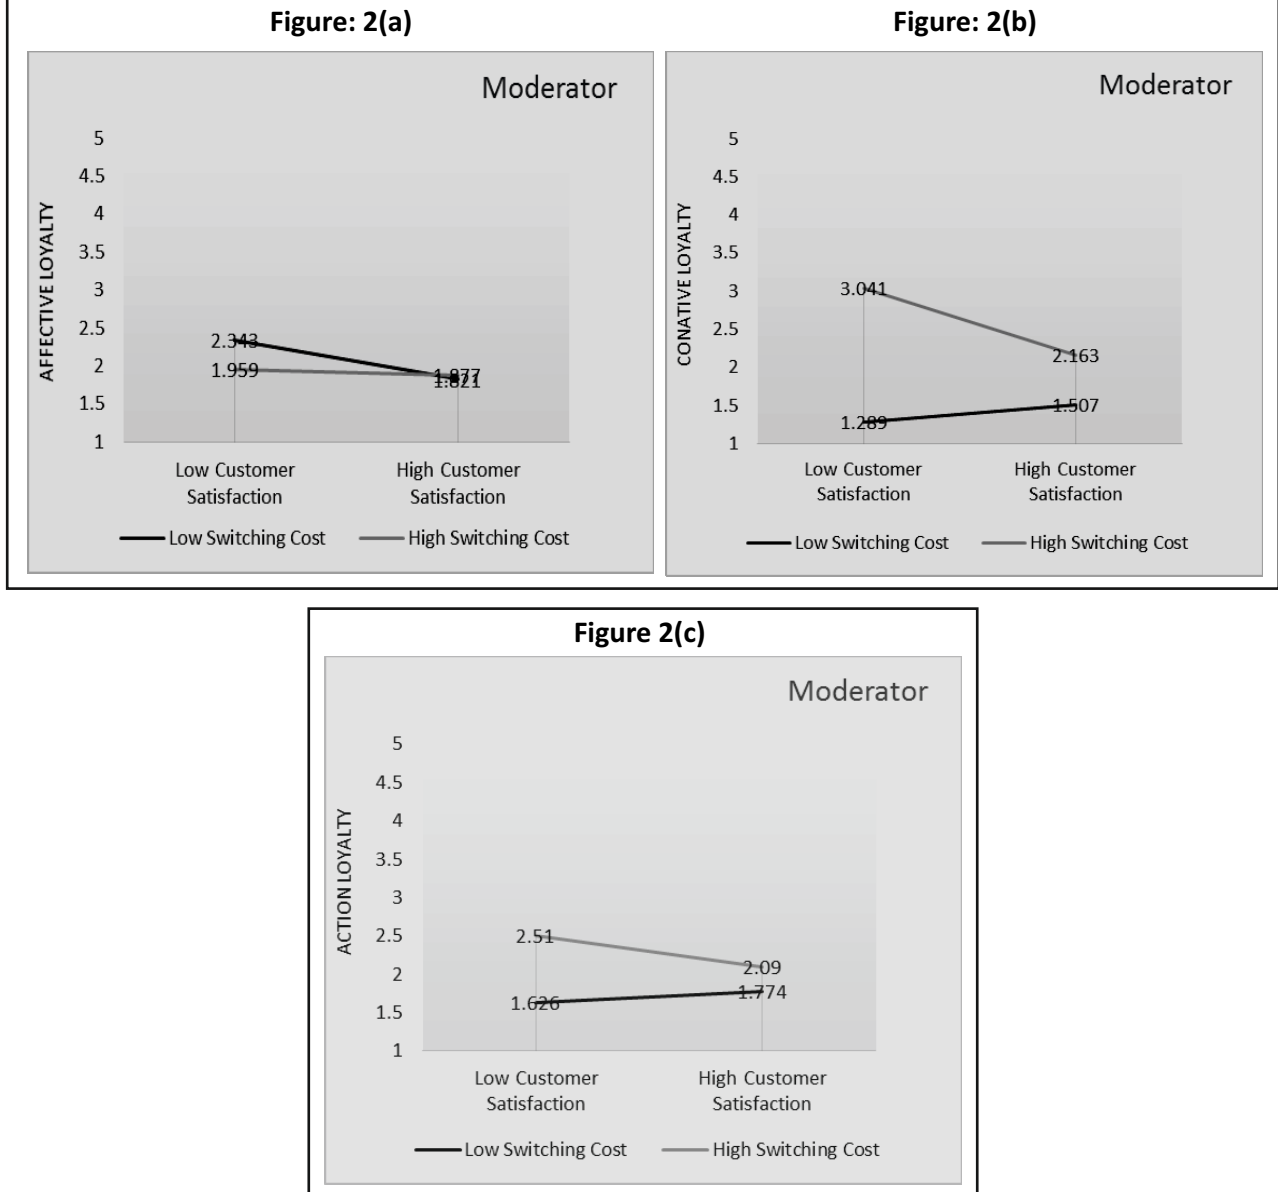 Figure: 2(a)
Moderator
AFFECTIVE LOYALTY
5
4.5
4
3.5
3
2.5
2
1.5
1
2.343
1.959
1.877
1.821
Low Customer
Satisfaction
High Customer
Satisfaction
Low Switching Cost
High Switching Cost
Figure: 2(b)
Moderator
CONATIVE LOYALTY
5
4.5
4
3.5
3
2.5
2
1.5
1
3.041
2.163
1.289
1.507
Low Customer
Satisfaction
High Customer
Satisfaction
Low Switching Cost
High Switching Cost
Figure 2(c)
Moderator
ACTION LOYALTY
5
4.5
4
3.5
3
2.5
2
1.5
1
2.51
2.09
1.626
1.774
Low Customer
Satisfaction
High Customer
Satisfaction
Low Switching Cost
High Switching Cost